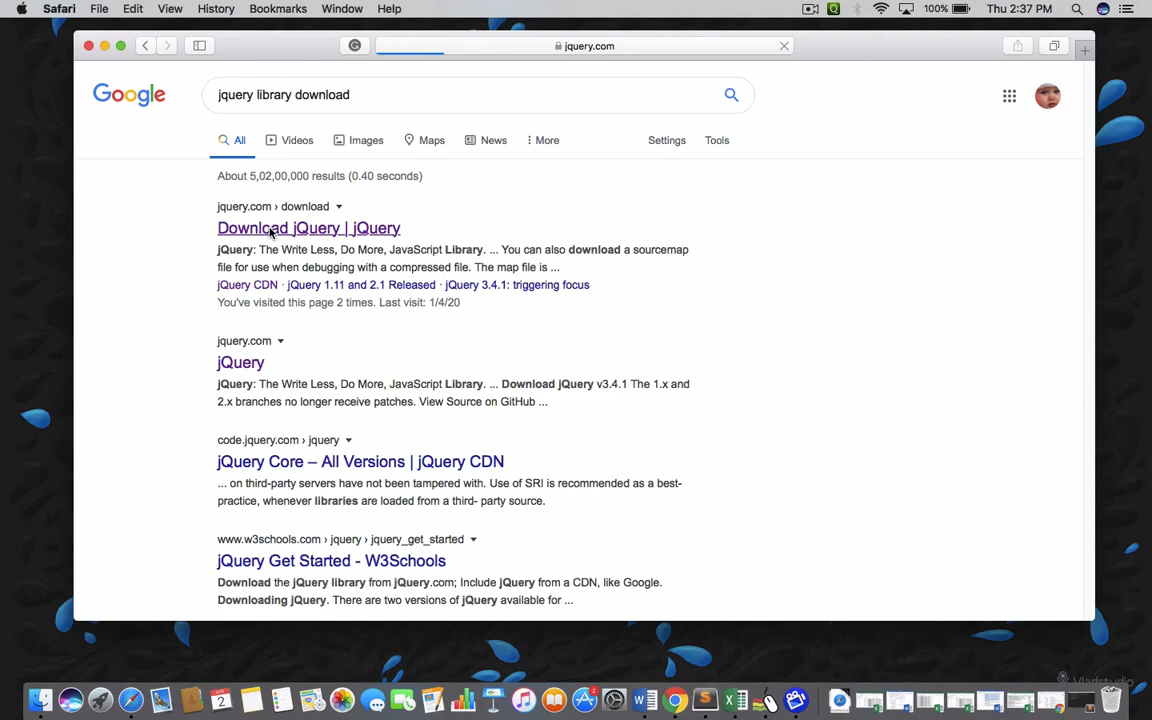 Safari File Edit View History Bookmarks Window Help Q 100% Thu 2:37 PM
jquery.com
Google jquery library download
All Videos Images Maps News More Settings Tools
About 5,02,00,000 results (0.40 seconds)
jquery.com › download
Download jQuery | jQuery
jQuery: The Write Less, Do More, JavaScript Library. ... You can also download a sourcemap
file for use when debugging with a compressed file. The map file is ...
jQuery CDN · jQuery 1.11 and 2.1 Released · jQuery 3.4.1: triggering focus
You've visited this page 2 times. Last visit: 1/4/20
jquery.com
jQuery
jQuery: The Write Less, Do More, JavaScript Library. ... Download jQuery v3.4.1 The 1.x and
2.x branches no longer receive patches. View Source on GitHub ...
code.jquery.com › jquery
jQuery Core – All Versions | jQuery CDN
... on third-party servers have not been tampered with. Use of SRI is recommended as a best-
practice, whenever libraries are loaded from a third- party source.
www.w3schools.com › jquery › jquery_get_started
jQuery Get Started - W3Schools
Download the jQuery library from jQuery.com; Include jQuery from a CDN, like Google.
Downloading jQuery. There are two versions of jQuery available for ...
Vladstudio
2